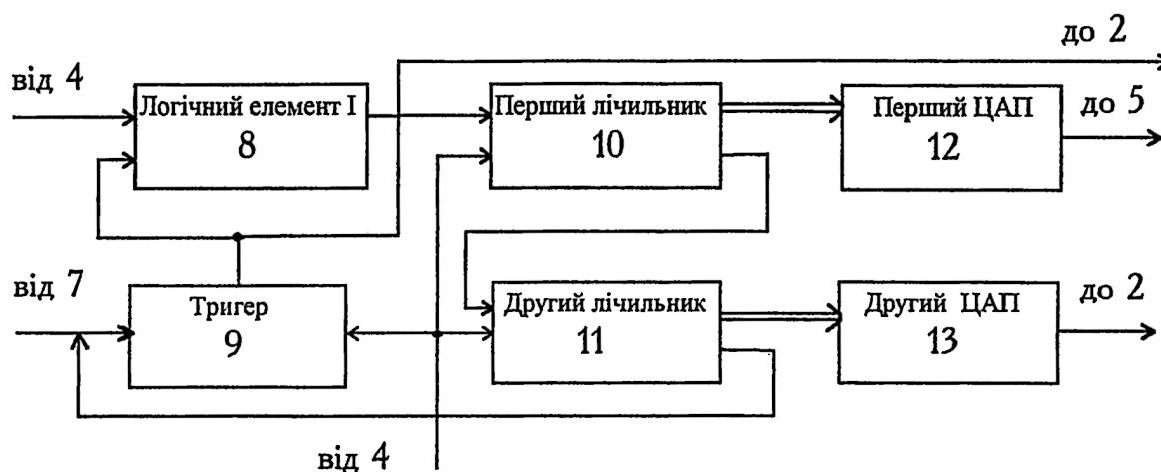 до 2
від 4
Логічний елемент І
8
Перший лічильник
10
Перший ЦАП
12
до 5
від 7
Тригер
9
Другий лічильник
11
Другий ЦАП
13
до 2
від 4